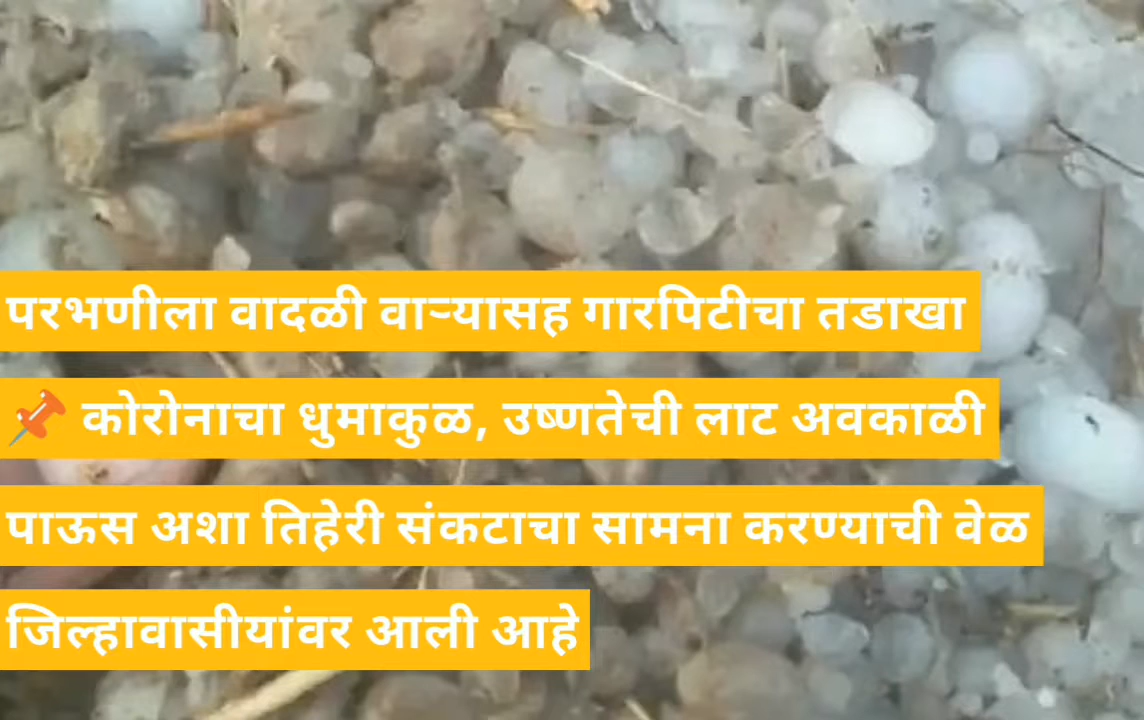 परभणीला वादळी वाऱ्यासह गारपिटीचा तडाखा
📌 कोरोनाचा धुमाकुळ, उष्णतेची लाट अवकाळी
पाऊस अशा तिहेरी संकटाचा सामना करण्याची वेळ
जिल्हावासीयांवर आली आहे